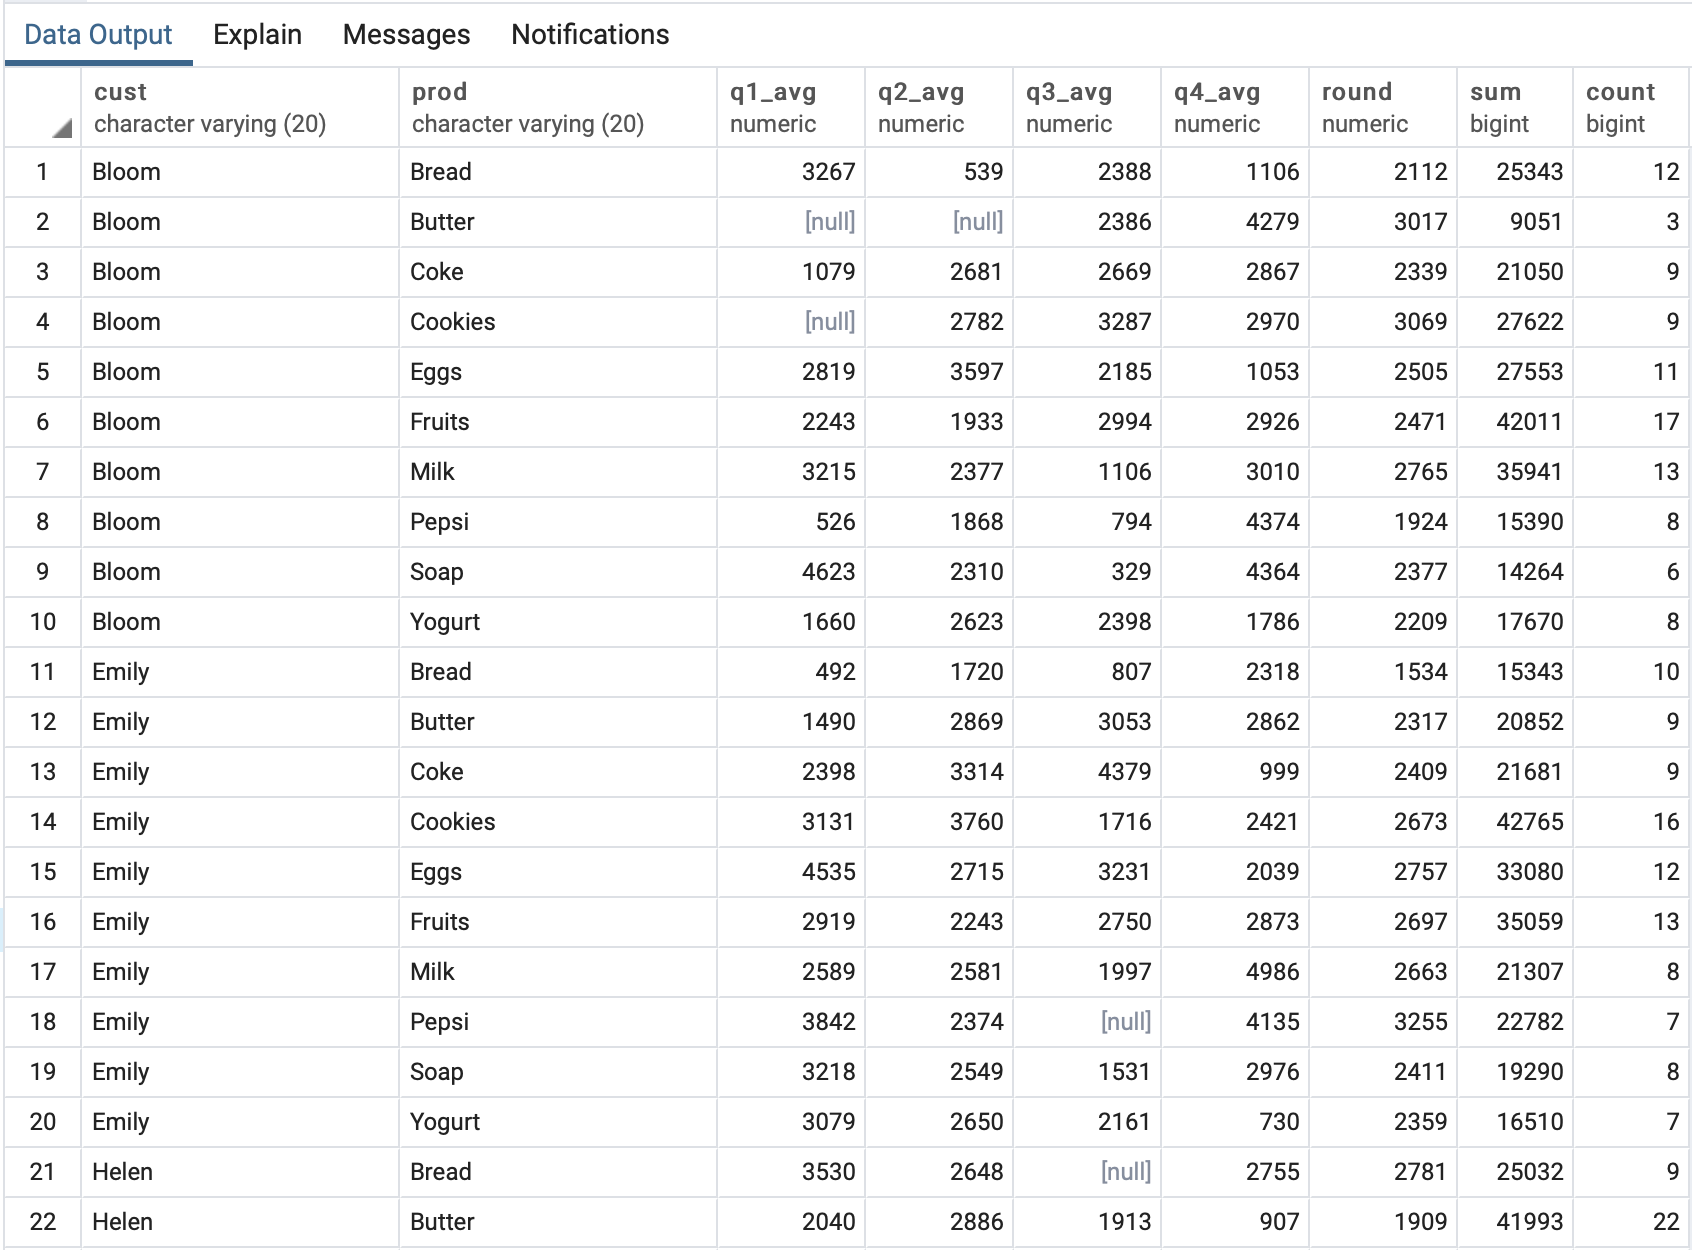 Data Output Explain Messages Notifications
cust prod q1_avg q2_avg q3_avg q4_avg round sum count
character varying (20) character varying (20) numeric numeric numeric numeric numeric bigint bigint
1 Bloom Bread 3267 539 2388 1106 2112 25343 12
2 Bloom Butter [null] [null] 2386 4279 3017 9051 3
3 Bloom Coke 1079 2681 2669 2867 2339 21050 9
4 Bloom Cookies [null] 2782 3287 2970 3069 27622 9
5 Bloom Eggs 2819 3597 2185 1053 2505 27553 11
6 Bloom Fruits 2243 1933 2994 2926 2471 42011 17
7 Bloom Milk 3215 2377 1106 3010 2765 35941 13
8 Bloom Pepsi 526 1868 794 4374 1924 15390 8
9 Bloom Soap 4623 2310 329 4364 2377 14264 6
10 Bloom Yogurt 1660 2623 2398 1786 2209 17670 8
11 Emily Bread 492 1720 807 2318 1534 15343 10
12 Emily Butter 1490 2869 3053 2862 2317 20852 9
13 Emily Coke 2398 3314 4379 999 2409 21681 9
14 Emily Cookies 3131 3760 1716 2421 2673 42765 16
15 Emily Eggs 4535 2715 3231 2039 2757 33080 12
16 Emily Fruits 2919 2243 2750 2873 2697 35059 13
17 Emily Milk 2589 2581 1997 4986 2663 21307 8
18 Emily Pepsi 3842 2374 [null] 4135 3255 22782 7
19 Emily Soap 3218 2549 1531 2976 2411 19290 8
20 Emily Yogurt 3079 2650 2161 730 2359 16510 7
21 Helen Bread 3530 2648 [null] 2755 2781 25032 9
22 Helen Butter 2040 2886 1913 907 1909 41993 22